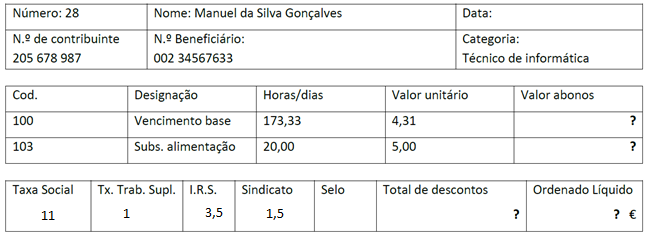 Número: 28 Nome: Manuel da Silva Gonçalves Data:
N.º de contribuinte N.º Beneficiário: Categoria:
205 678 987 002 34567633 Técnico de informática
Cod. Designação Horas/dias Valor unitário Valor abonos
100 Vencimento base 173,33 4,31 ?
103 Subs. alimentação 20,00 5,00 ?
Taxa Social Tx. Trab. Supl. I.R.S. Sindicato Selo Total de descontos Ordenado Líquido
11 1 3,5 1,5 ? ? €